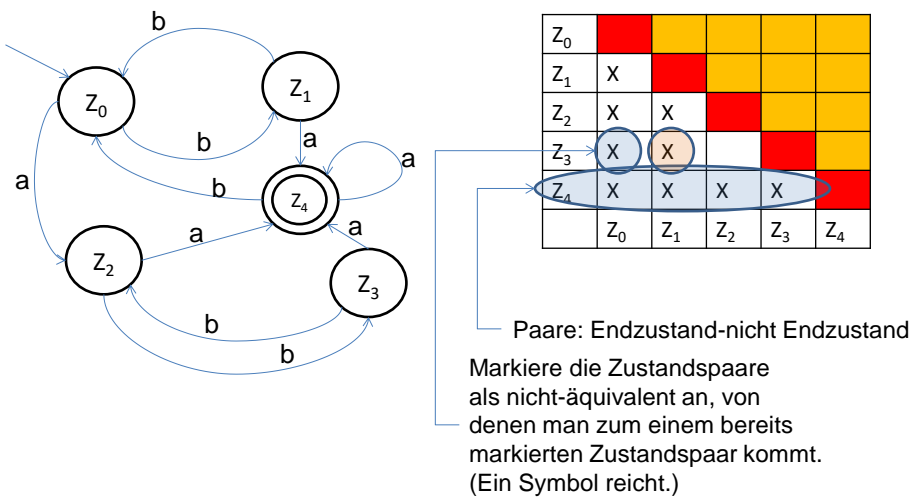 b
Z0
Z1
b
a
a
a
b
Z4
a
a
Z2
Z3
b
b
Z0
Z1 X
Z2 X X
Z3 X X
Z4 X X X X
Z0 Z1 Z2 Z3 Z4
Paare: Endzustand-nicht Endzustand
Markiere die Zustandspaare
als nicht-äquivalent an, von
denen man zum einem bereits
markierten Zustandspaar kommt.
(Ein Symbol reicht.)